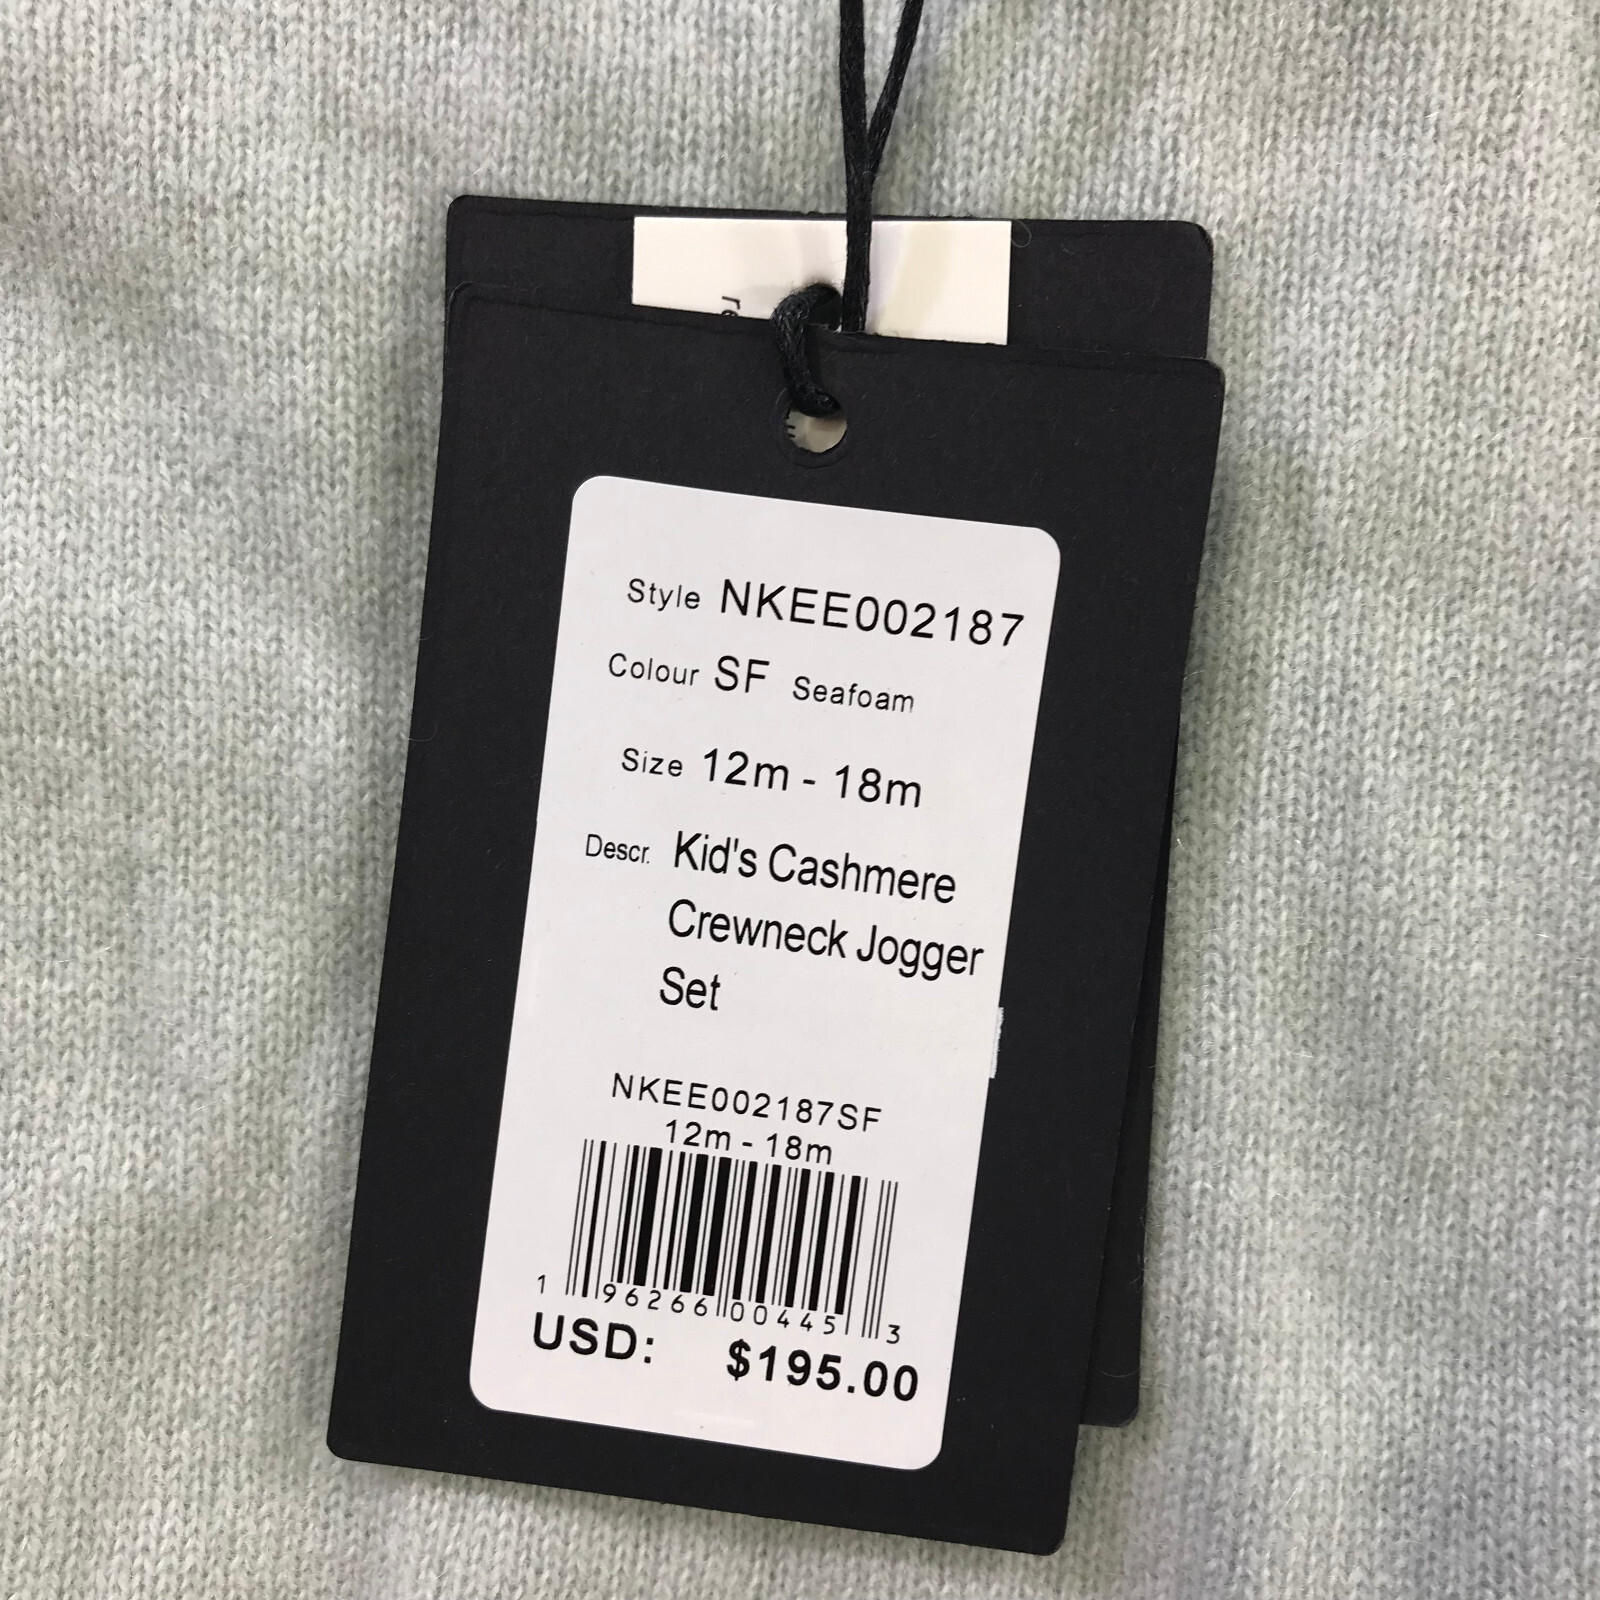 Style NKEE002187
Colour SF Seafoam
Size 12m - 18m
Descr. Kid's Cashmere
Crewneck Jogger
Set
NKEE002187SF
12m - 18m
1 96266 00445 3
USD: $195.00